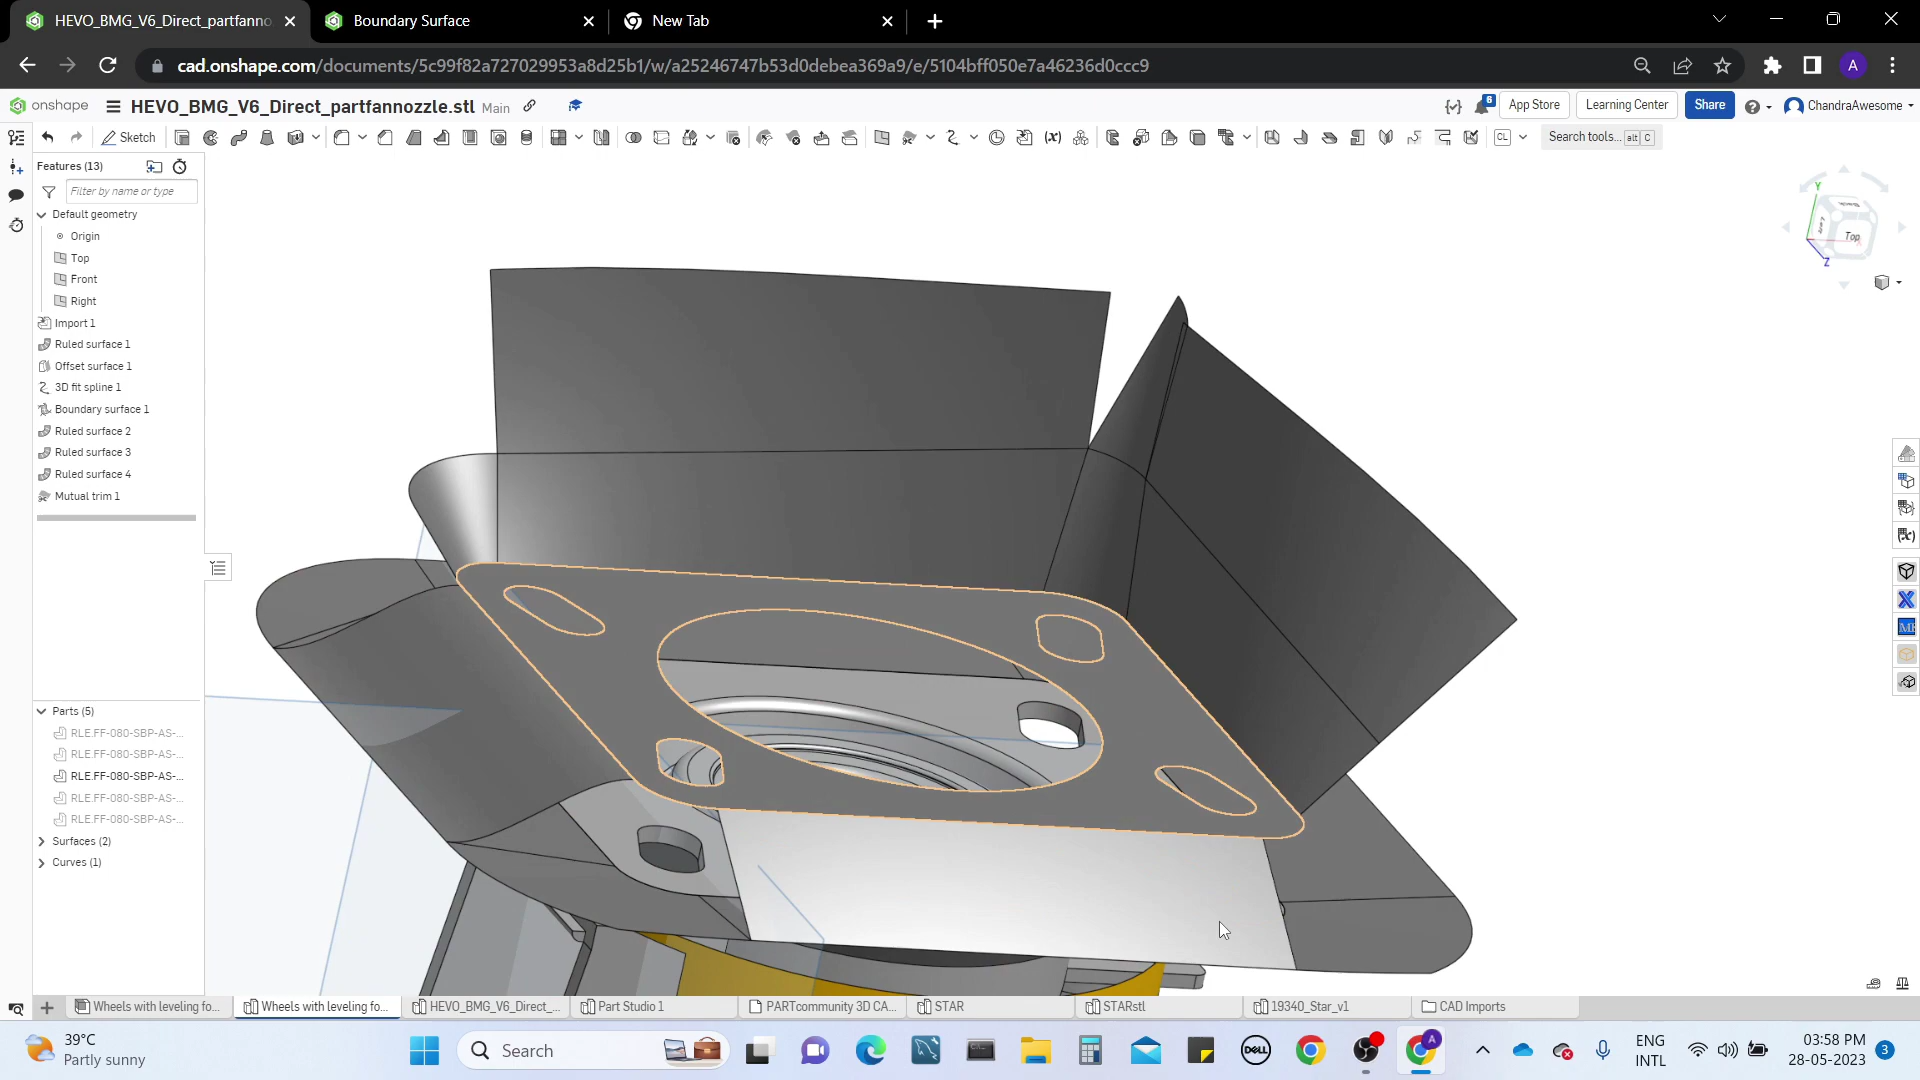 HEVO_BMG_V6_Direct_partfanno
Boundary Surface
New Tab
cad.onshape.com/documents/5c99f82a727029953a8d25b1/w/a25246747b53d0debea369a9/e/5104bff050e7a46236d0ccc9
A
onshape
HEVO_BMG_V6_Direct_partfannozzle.stl Main
6
App Store
Learning Center
Share
ChandraAwesome
Sketch
CL
Search tools... alt C
Features (13)
Filter by name or type
Default geometry
Origin
Top
Front
Right
Import 1
Ruled surface 1
Offset surface 1
3D fit spline 1
Boundary surface 1
Ruled surface 2
Ruled surface 3
Ruled surface 4
Mutual trim 1
Y
Top
Z
Parts (5)
RLE.FF-080-SBP-AS-...
RLE.FF-080-SBP-AS-...
RLE.FF-080-SBP-AS-...
RLE.FF-080-SBP-AS-...
RLE.FF-080-SBP-AS-...
Surfaces (2)
Curves (1)
Wheels with leveling fo...
Wheels with leveling fo...
HEVO_BMG_V6_Direct_...
Part Studio 1
PARTcommunity 3D CA...
STAR
STARstl
19340_Star_v1
CAD Imports
39°C
Partly sunny
Search
DELL
A
ENG
INTL
03:58 PM
28-05-2023
3